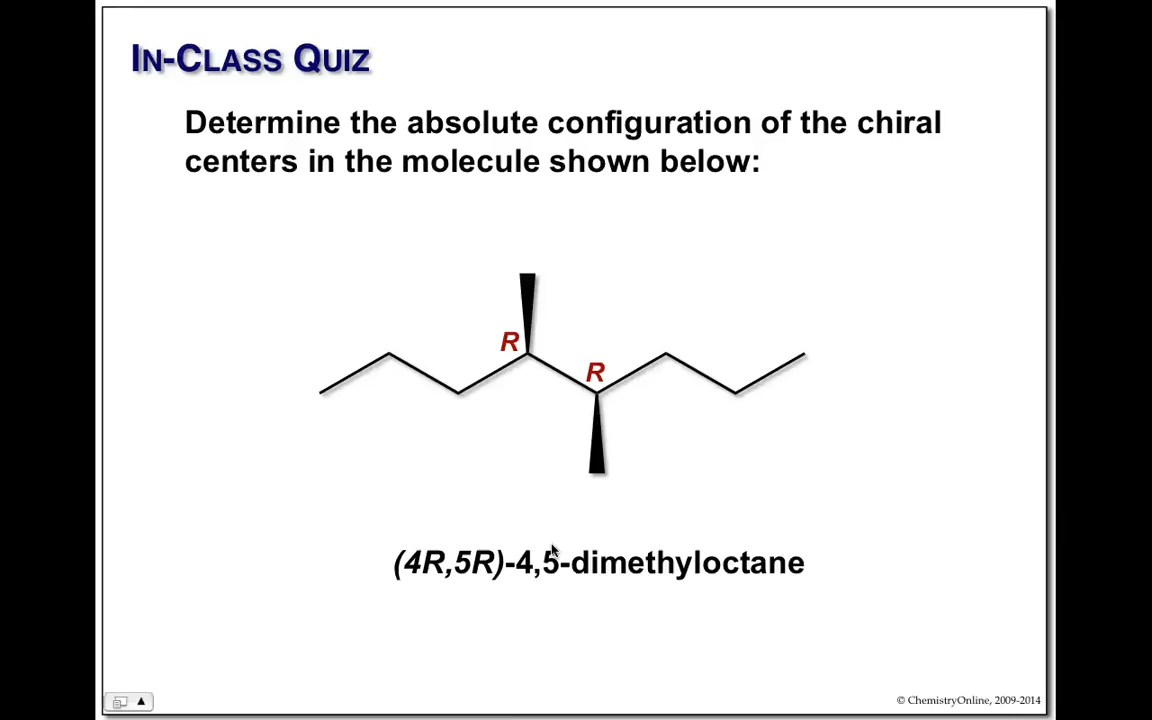 IN-CLASS QUIZ
Determine the absolute configuration of the chiral
centers in the molecule shown below:
R
R
(4R,5R)-4,5-dimethyloctane
© ChemistryOnline, 2009-2014